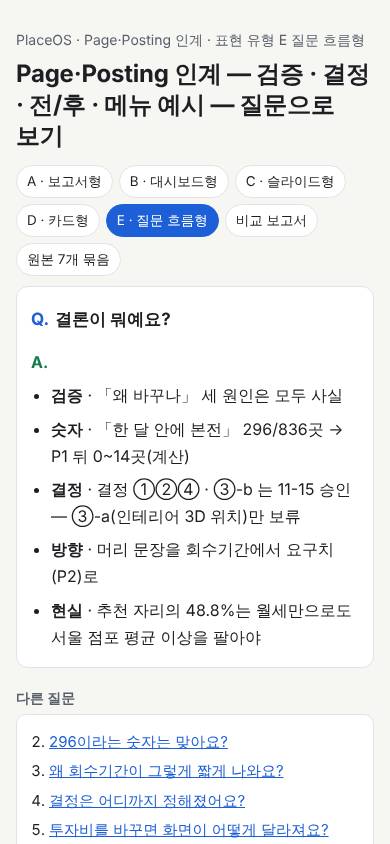 PlaceOS · Page·Posting 인계 · 표현 유형 E 질문 흐름형
Page·Posting 인계 — 검증 · 결정
· 전/후 · 메뉴 예시 — 질문으로
보기
A · 보고서형
B · 대시보드형
C · 슬라이드형
D · 카드형
E · 질문 흐름형
비교 보고서
원본 7개 묶음
Q. 결론이 뭐예요?
A.
• 검증 · 「왜 바꾸나」 세 원인은 모두 사실
• 숫자 · 「한 달 안에 본전」 296/836곳 →
P1 뒤 0~14곳(계산)
• 결정 · 결정 ①②④ · ③-b 는 11-15 승인
— ③-a(인테리어 3D 위치)만 보류
• 방향 · 머리 문장을 회수기간에서 요구치
(P2)로
• 현실 · 추천 자리의 48.8%는 월세만으로도
서울 점포 평균 이상을 팔아야
다른 질문
2. 296이라는 숫자는 맞아요?
3. 왜 회수기간이 그렇게 짧게 나와요?
4. 결정은 어디까지 정해졌어요?
5. 투자비를 바꾸면 화면이 어떻게 달라져요?